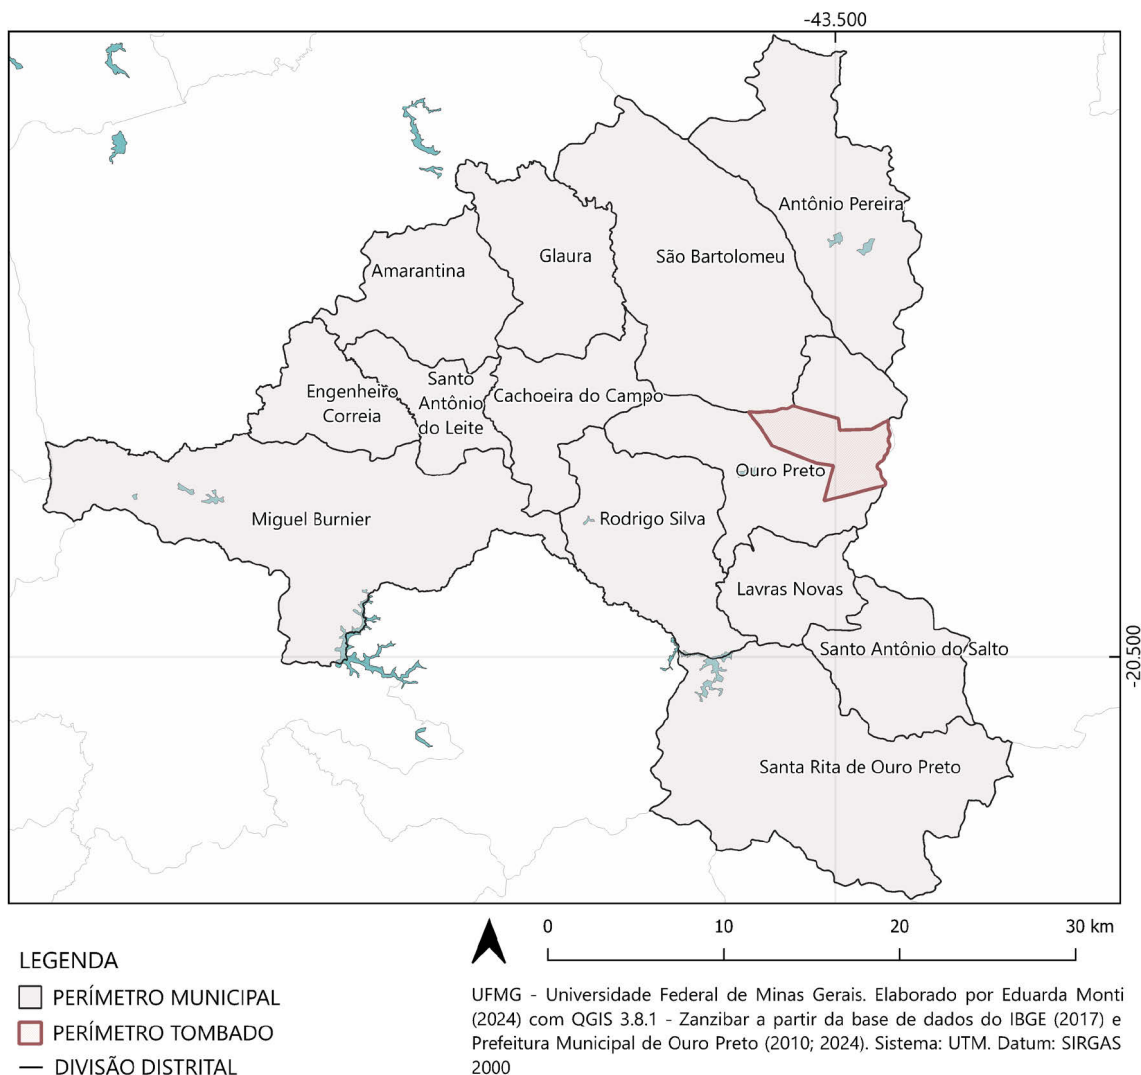 -43.500
Antônio Pereira
Glaura
São Bartolomeu
Amarantina
Santo
Antônio
do Leite
Engenheiro
Correia
Cachoeira do Campo
Ouro Preto
Miguel Burnier
Rodrigo Silva
Lavras Novas
Santo Antônio do Salto
-20.500
Santa Rita de Ouro Preto
0 10 20 30 km
LEGENDA
PERÍMETRO MUNICIPAL
PERÍMETRO TOMBADO
DIVISÃO DISTRITAL
UFMG - Universidade Federal de Minas Gerais. Elaborado por Eduarda Monti
(2024) com QGIS 3.8.1 - Zanzibar a partir da base de dados do IBGE (2017) e
Prefeitura Municipal de Ouro Preto (2010; 2024). Sistema: UTM. Datum: SIRGAS
2000